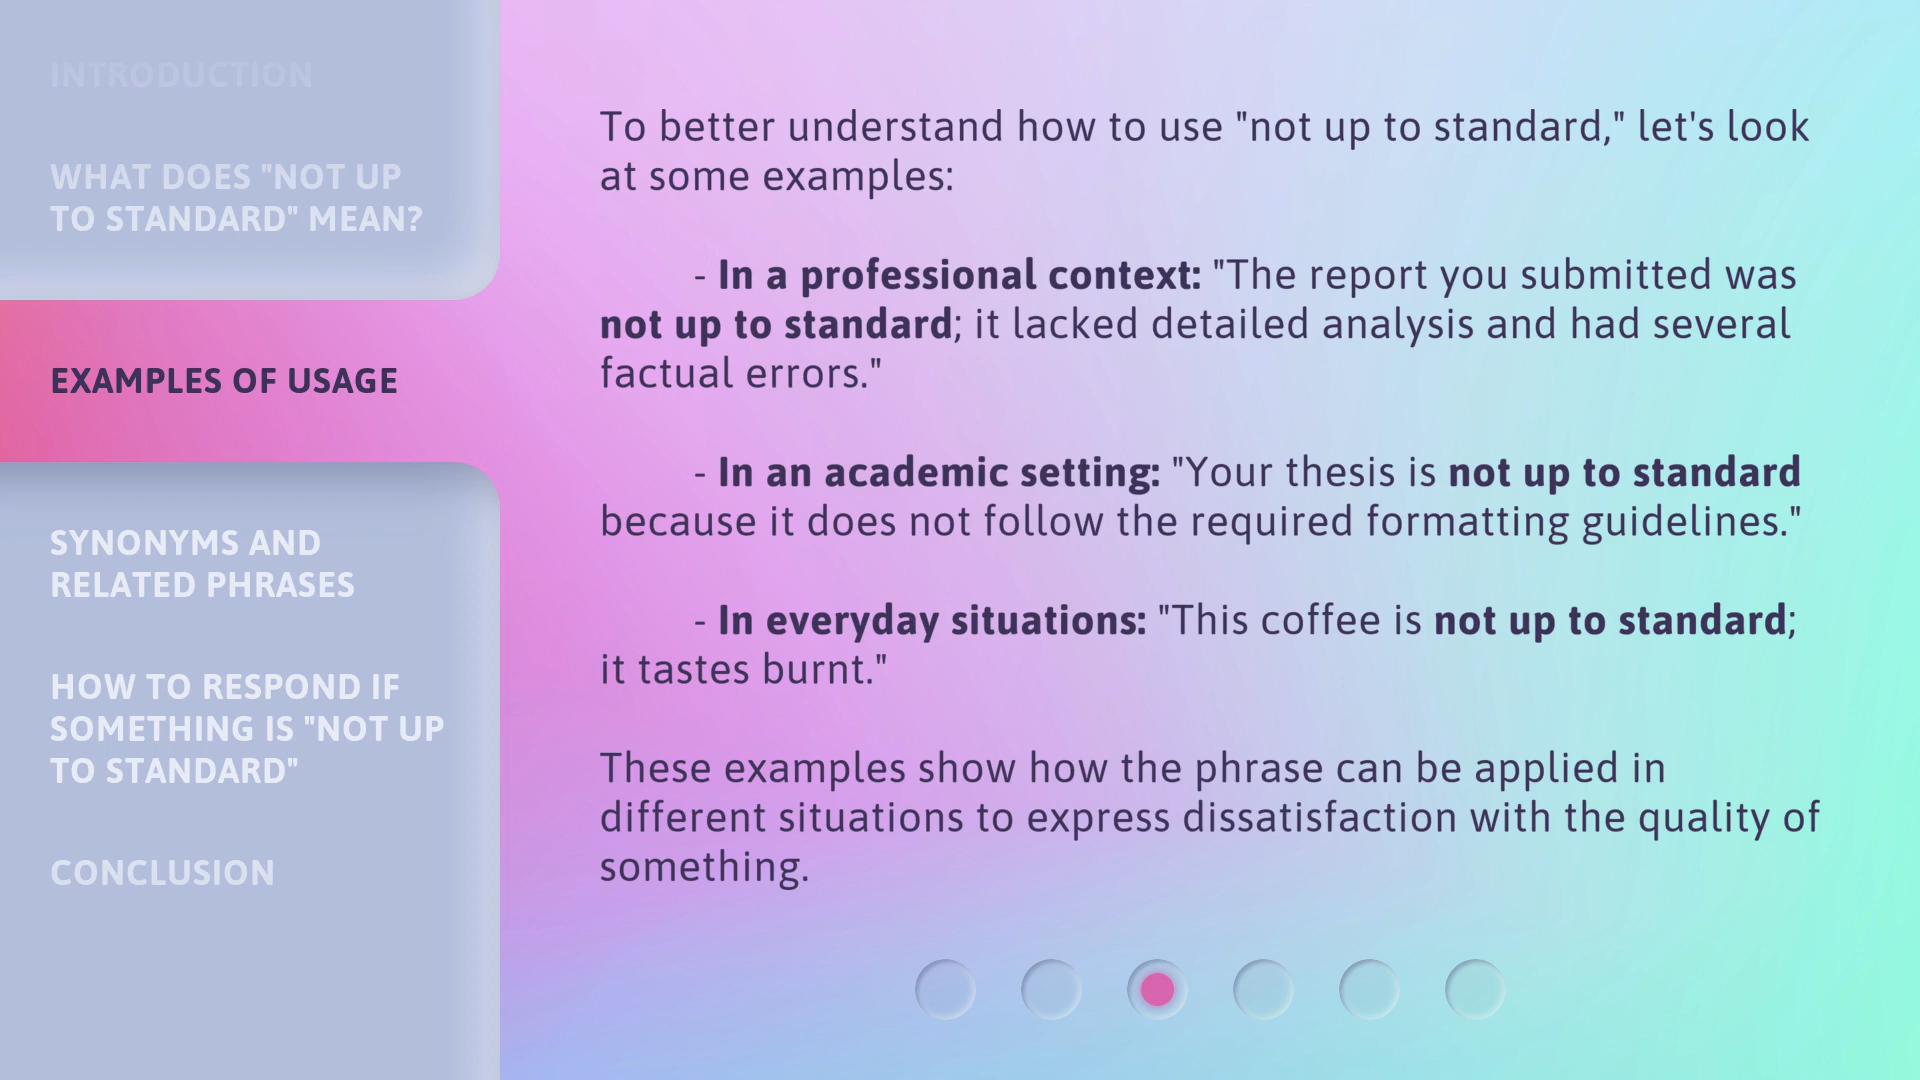 INTRODUCTION
WHAT DOES "NOT UP
TO STANDARD" MEAN?
EXAMPLES OF USAGE
SYNONYMS AND
RELATED PHRASES
HOW TO RESPOND IF
SOMETHING IS "NOT UP
TO STANDARD"
CONCLUSION
To better understand how to use "not up to standard," let's look
at some examples:
- In a professional context: "The report you submitted was
not up to standard; it lacked detailed analysis and had several
factual errors."
- In an academic setting: "Your thesis is not up to standard
because it does not follow the required formatting guidelines."
- In everyday situations: "This coffee is not up to standard;
it tastes burnt."
These examples show how the phrase can be applied in
different situations to express dissatisfaction with the quality of
something.